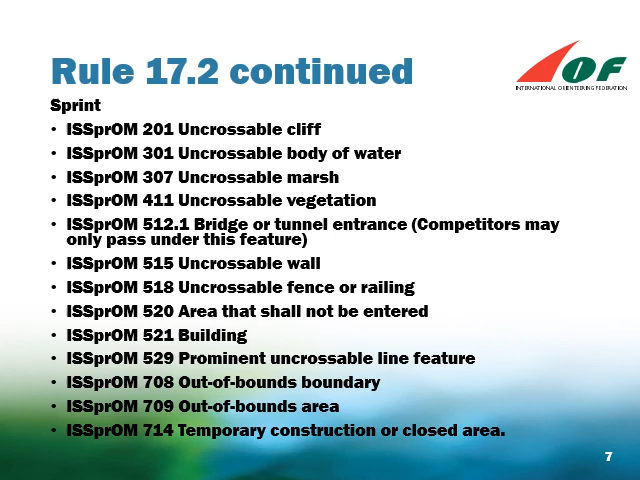 Rule 17.2 continued
IOF
INTERNATIONAL ORIENTEERING FEDERATION
Sprint
• ISSprOM 201 Uncrossable cliff
• ISSprOM 301 Uncrossable body of water
• ISSprOM 307 Uncrossable marsh
• ISSprOM 411 Uncrossable vegetation
• ISSprOM 512.1 Bridge or tunnel entrance (Competitors may
only pass under this feature)
• ISSprOM 515 Uncrossable wall
• ISSprOM 518 Uncrossable fence or railing
• ISSprOM 520 Area that shall not be entered
• ISSprOM 521 Building
• ISSprOM 529 Prominent uncrossable line feature
• ISSprOM 708 Out-of-bounds boundary
• ISSprOM 709 Out-of-bounds area
• ISSprOM 714 Temporary construction or closed area.
7